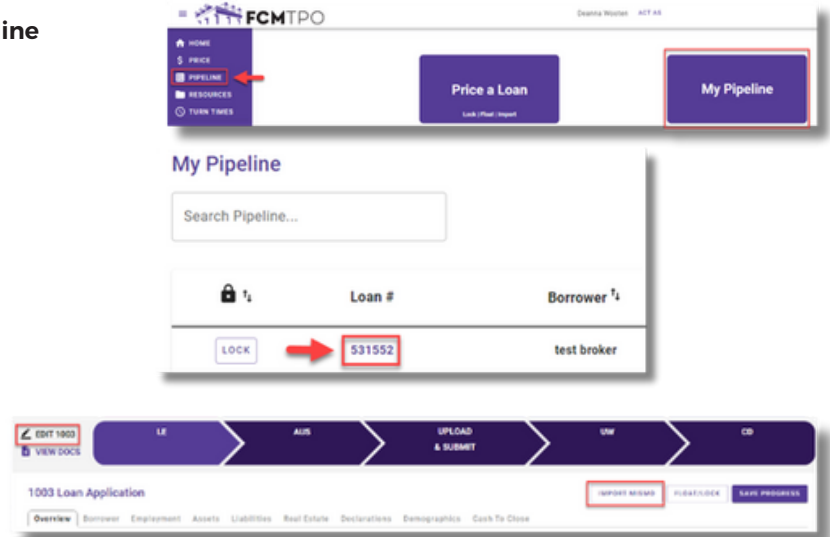 ine
FCMTPO
Deanna Wooten ACT AS
HOME
$ PRICE
PIPELINE
RESOURCES
TURN TIMES
Price a Loan
Lock | Float | Import
My Pipeline
My Pipeline
Search Pipeline...
Loan #
Borrower
LOCK
531552
test broker
EDIT 1003
VIEW DOCS
LE
AUS
UPLOAD
& SUBMIT
UW
CD
1003 Loan Application
IMPORT MISMO
FLOAT/LOCK
SAVE PROGRESS
Overview Borrower Employment Assets Liabilities Real Estate Declarations Demographics Cash To Close